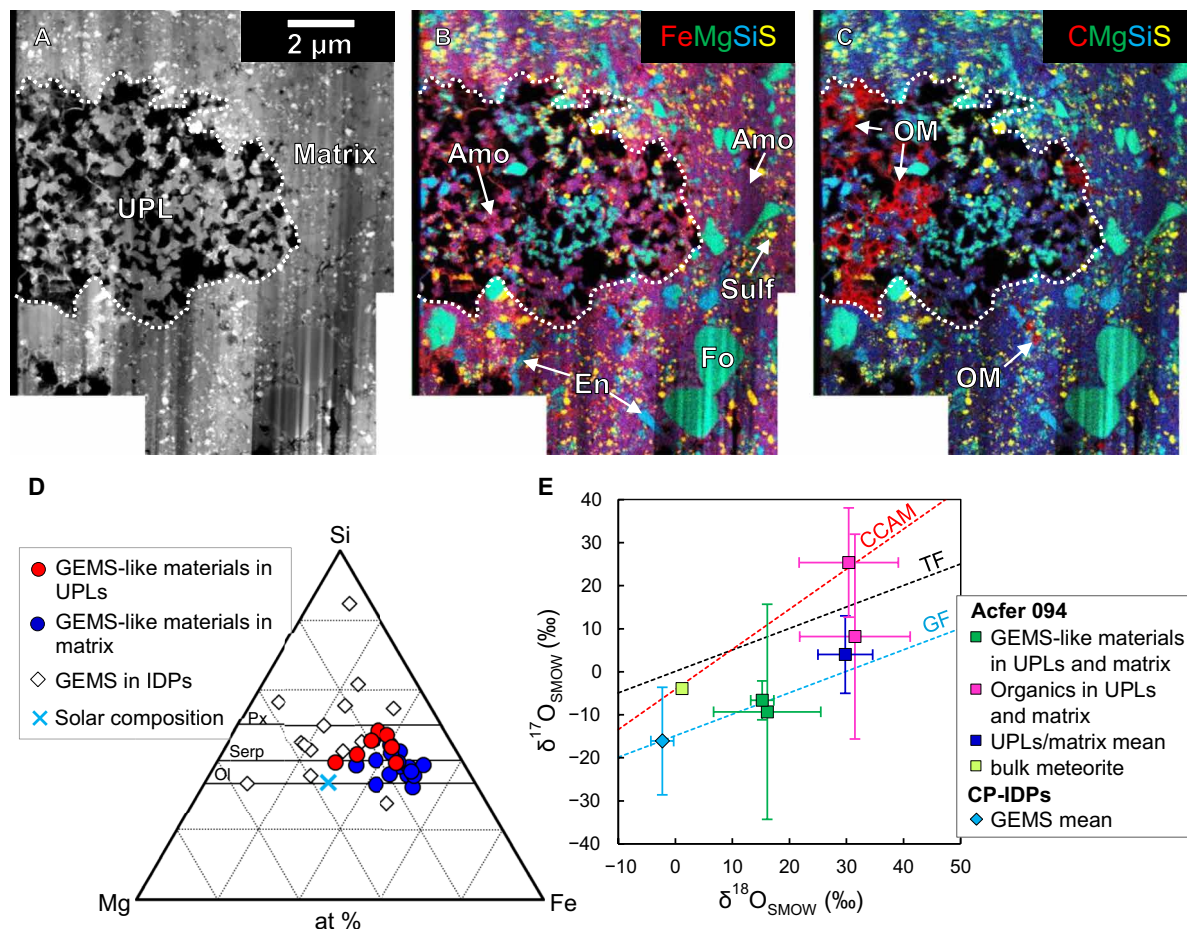 A
2 µm
Matrix
UPL
B
FeMgSiS
Amo
Amo
Sulf
Fo
En
C
CMgSiS
OM
OM
D
Si
GEMS-like materials in
UPLs
GEMS-like materials in
matrix
GEMS in IDPs
Solar composition
Px
Serp
Ol
Mg
Fe
at %
E
40
30
20
10
0
−10
−20
−30
−40
δ¹⁷O_SMOW (‰)
−10
0
10
20
30
40
50
δ¹⁸O_SMOW (‰)
CCAM
TF
GF
Acfer 094
GEMS-like materials
in UPLs and matrix
Organics in UPLs
and matrix
UPLs/matrix mean
bulk meteorite
CP-IDPs
GEMS mean